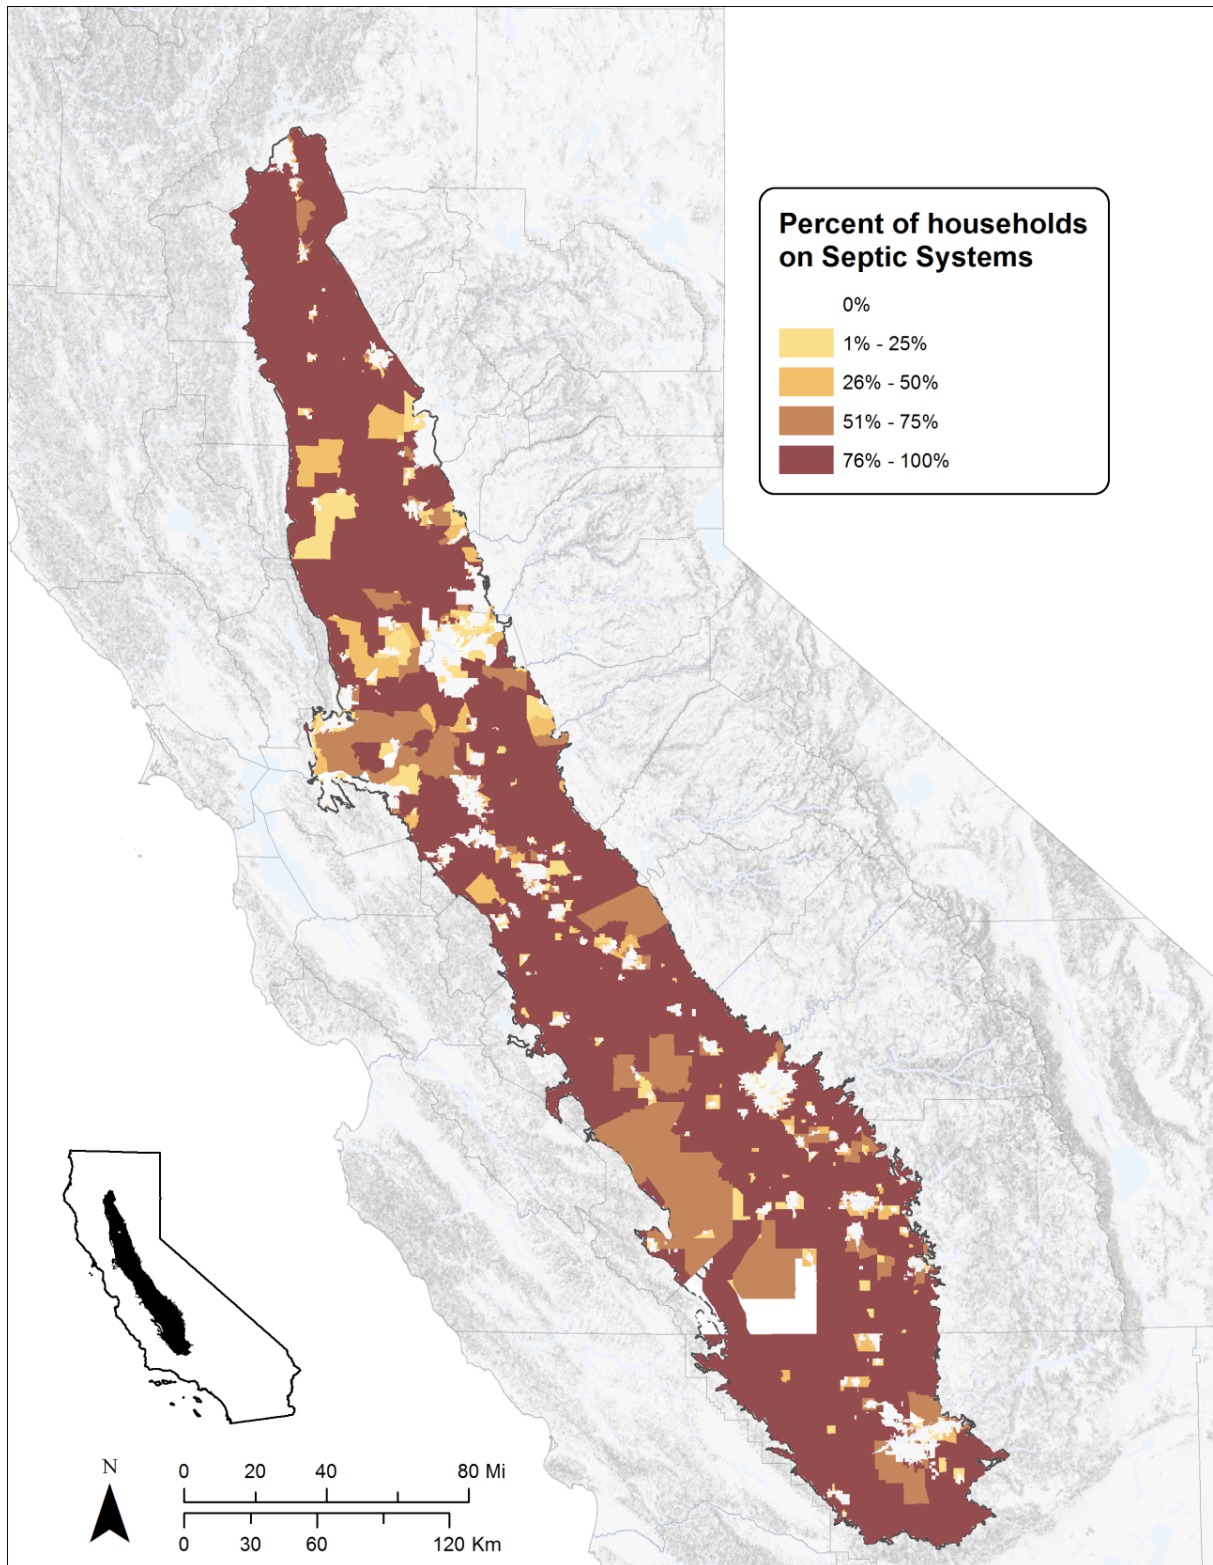 Percent of households
on Septic Systems
0%
1% - 25%
26% - 50%
51% - 75%
76% - 100%
N
0 20 40 80 Mi
0 30 60 120 Km